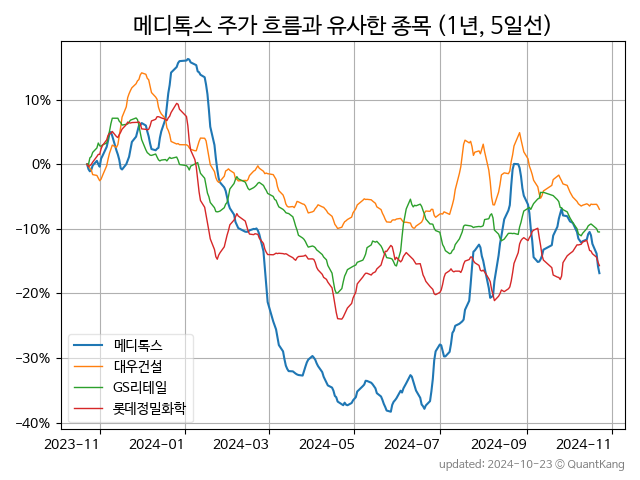 메디톡스 주가 흐름과 유사한 종목 (1년, 5일선)
10%
0%
−10%
−20%
−30%
−40%
메디톡스
대우건설
GS리테일
롯데정밀화학
2023-11 2024-01 2024-03 2024-05 2024-07 2024-09 2024-11
updated: 2024-10-23 © QuantKang